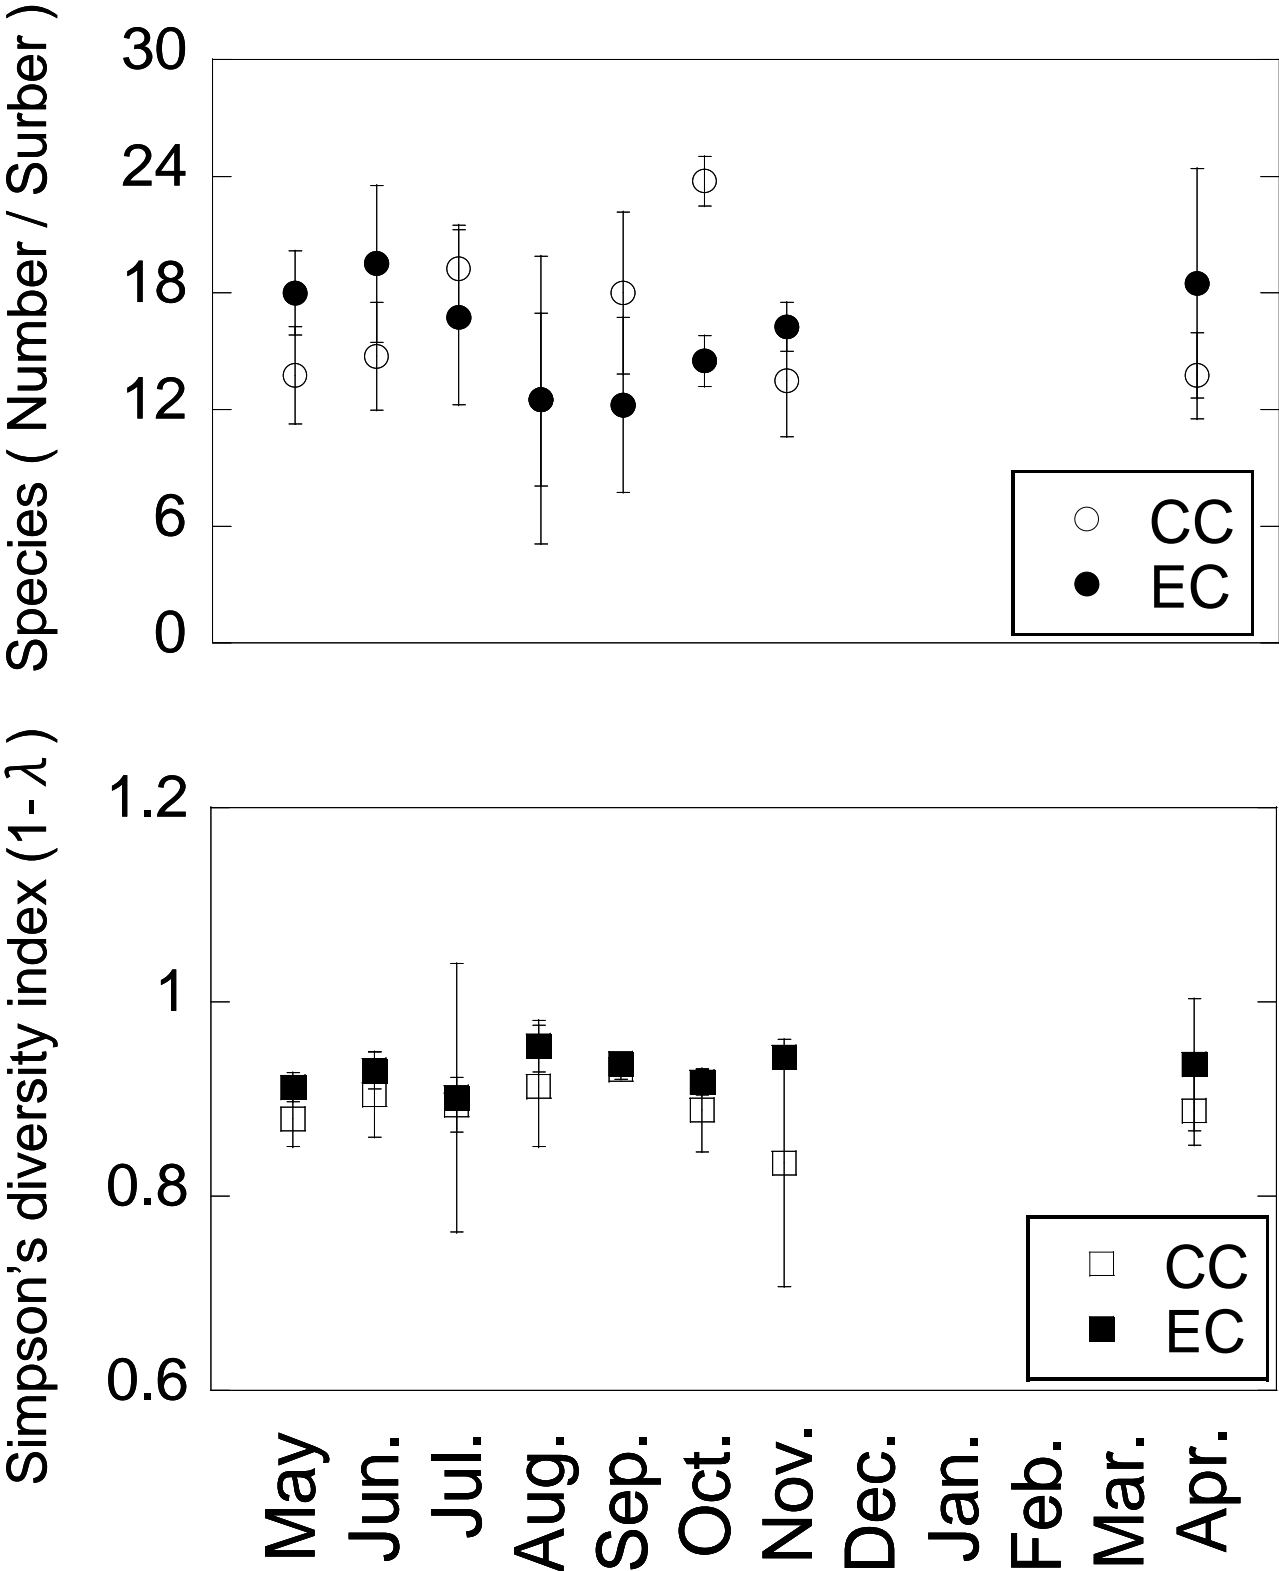 Species ( Number / Surber )
30
24
18
12
6
0
CC
EC
Simpson's diversity index (1- λ )
1.2
1
0.8
0.6
CC
EC
May
Jun.
Jul.
Aug.
Sep.
Oct.
Nov.
Dec.
Jan.
Feb.
Mar.
Apr.